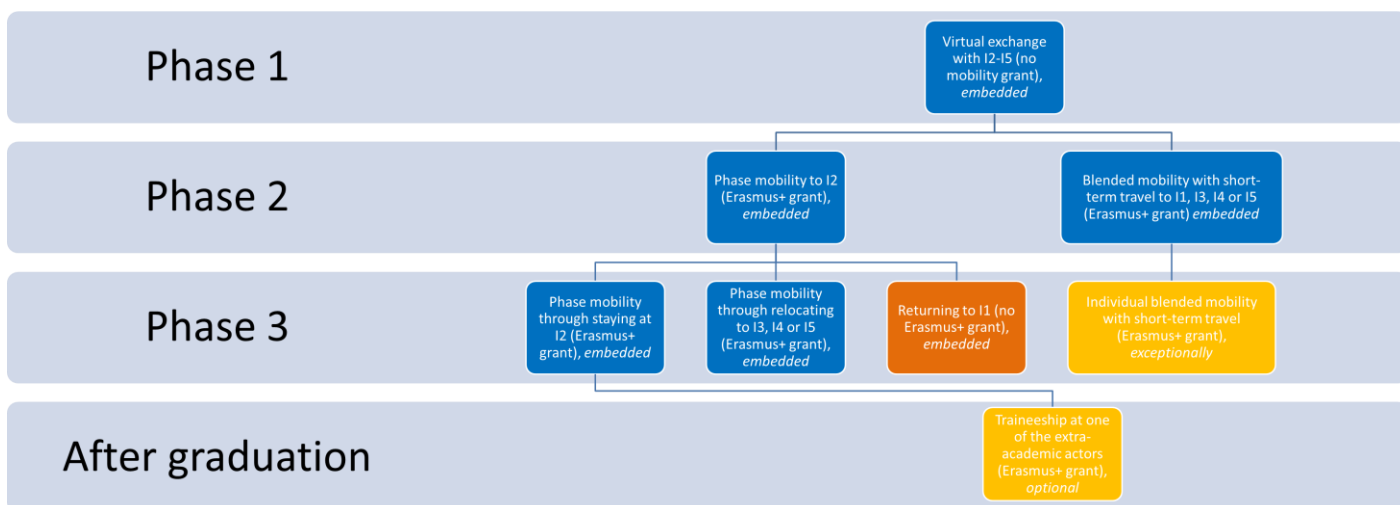 Phase 1
Virtual exchange
with I2-I5 (no
mobility grant),
embedded
Phase 2
Phase mobility to I2
(Erasmus+ grant),
embedded
Blended mobility with short-
term travel to I1, I3, I4 or I5
(Erasmus+ grant) embedded
Phase 3
Phase mobility
through staying at
I2 (Erasmus+
grant), embedded
Phase mobility
through relocating
to I3, I4 or I5
(Erasmus+ grant),
embedded
Returning to I1 (no
Erasmus+ grant),
embedded
Individual blended mobility
with short-term travel
(Erasmus+ grant),
exceptionally
After graduation
Traineeship at one
of the extra-
academic actors
(Erasmus+ grant),
optional